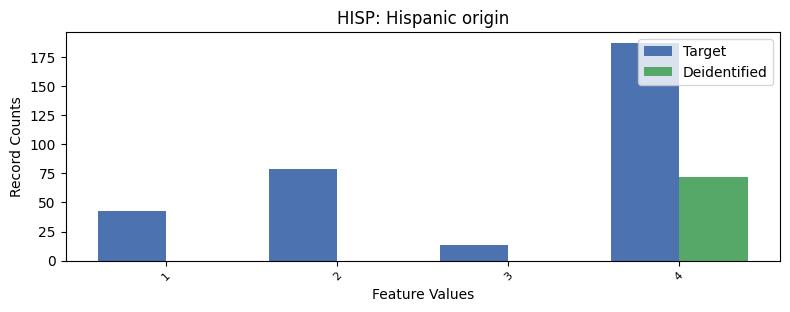 HISP: Hispanic origin
Target
Deidentified
175
150
125
100
75
50
25
0
Record Counts
1
2
3
4
Feature Values